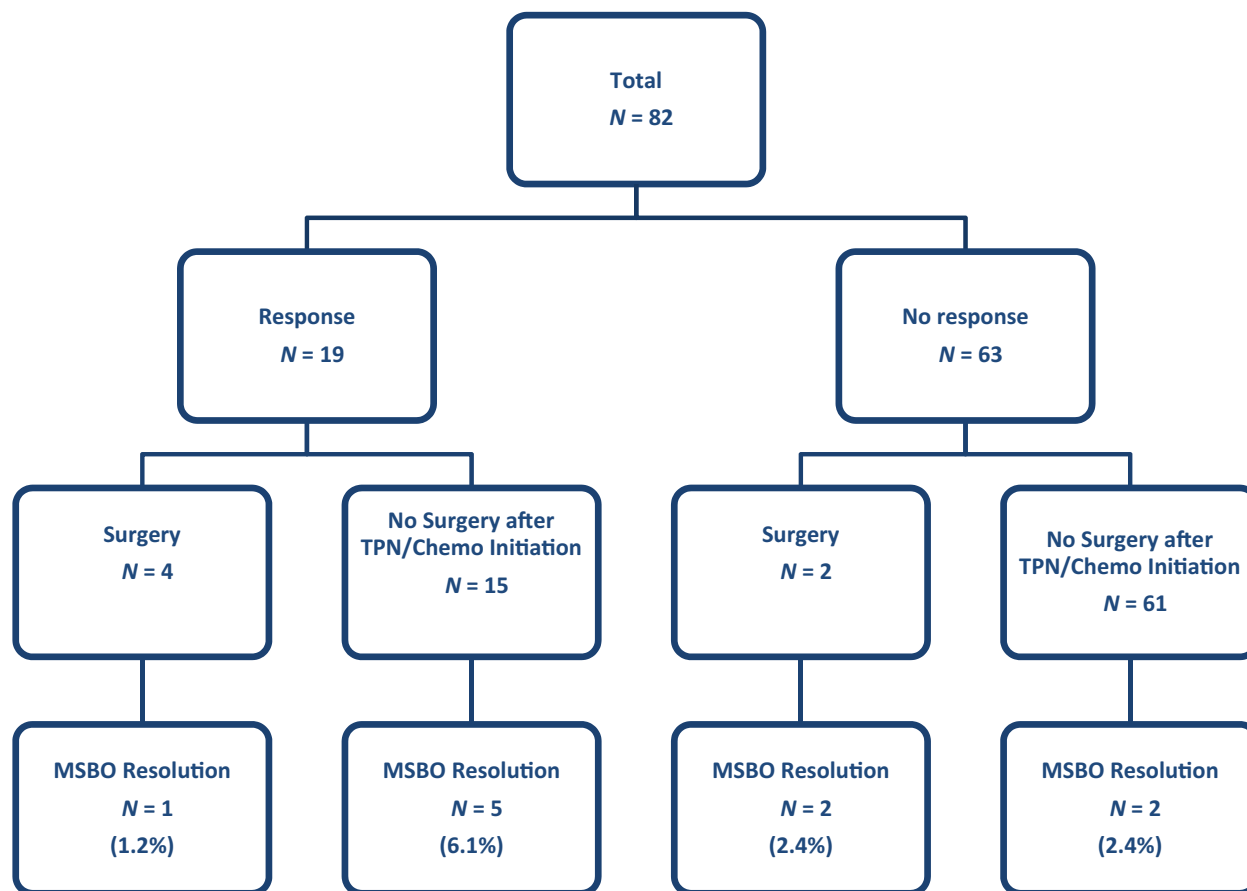 Total
N = 82
Response
N = 19
No response
N = 63
Surgery
N = 4
No Surgery after
TPN/Chemo Initiation
N = 15
Surgery
N = 2
No Surgery after
TPN/Chemo Initiation
N = 61
MSBO Resolution
N = 1
(1.2%)
MSBO Resolution
N = 5
(6.1%)
MSBO Resolution
N = 2
(2.4%)
MSBO Resolution
N = 2
(2.4%)